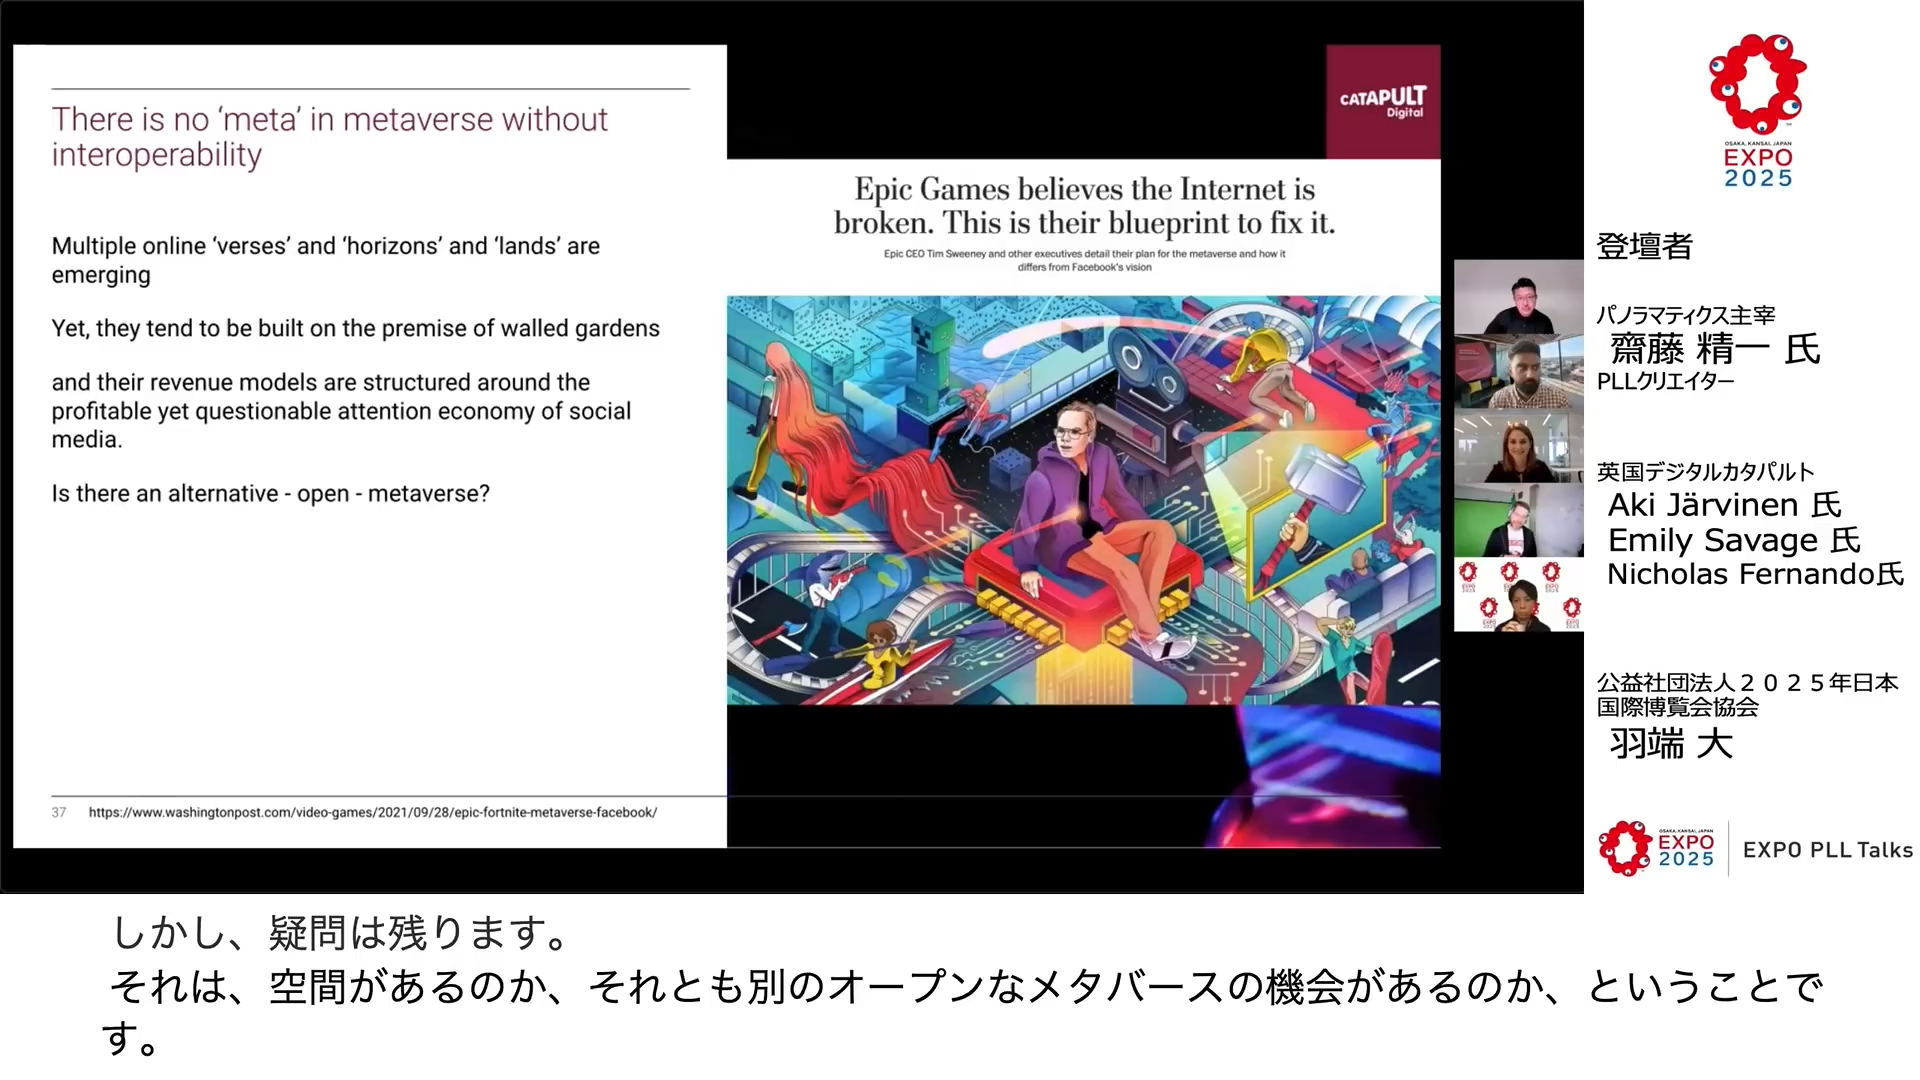 There is no ‘meta’ in metaverse without
interoperability
Multiple online ‘verses’ and ‘horizons’ and ‘lands’ are
emerging
Yet, they tend to be built on the premise of walled gardens
and their revenue models are structured around the
profitable yet questionable attention economy of social
media.
Is there an alternative - open - metaverse?
37
https://www.washingtonpost.com/video-games/2021/09/28/epic-fortnite-metaverse-facebook/
CATAPULT
Digital
Epic Games believes the Internet is
broken. This is their blueprint to fix it.
Epic CEO Tim Sweeney and other executives detail their plan for the metaverse and how it
differs from Facebook's vision
OSAKA, KANSAI, JAPAN
EXPO
2025
登壇者
パノラマティクス主宰
齋藤 精一 氏
PLLクリエイター
英国デジタルカタパルト
Aki Järvinen 氏
Emily Savage 氏
Nicholas Fernando氏
公益社団法人２０２５年日本
国際博覧会協会
羽端 大
OSAKA, KANSAI, JAPAN
EXPO
2025
EXPO PLL Talks
しかし、疑問は残ります。
それは、空間があるのか、それとも別のオープンなメタバースの機会があるのか、ということで
す。